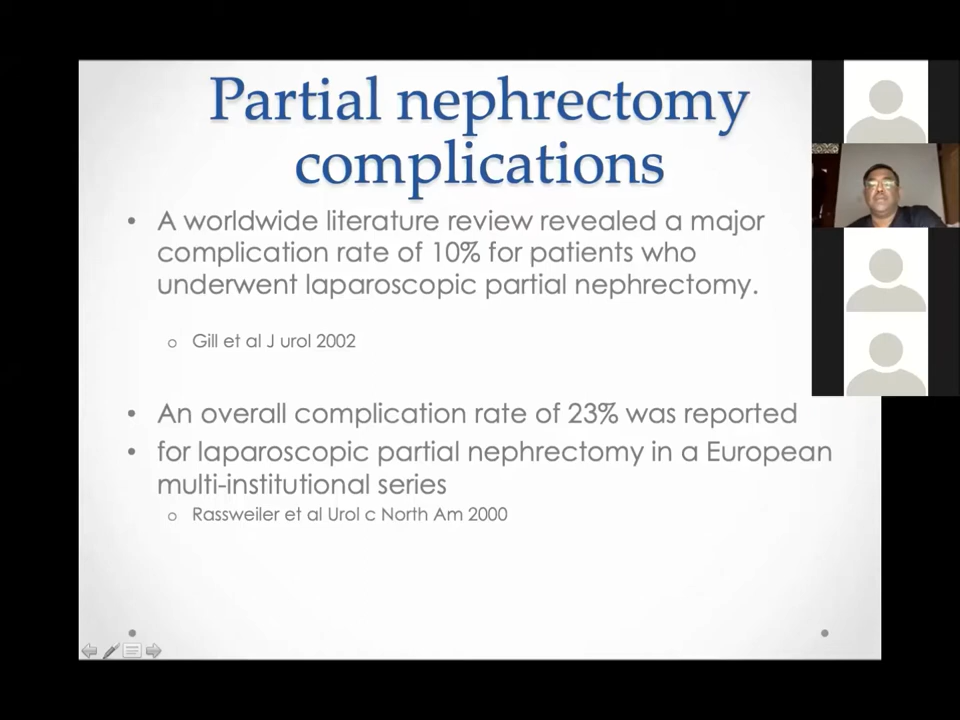 Partial nephrectomy
complications
• A worldwide literature review revealed a major
complication rate of 10% for patients who
underwent laparoscopic partial nephrectomy.
o Gill et al J urol 2002
• An overall complication rate of 23% was reported
• for laparoscopic partial nephrectomy in a European
multi-institutional series
o Rassweiler et al Urol c North Am 2000